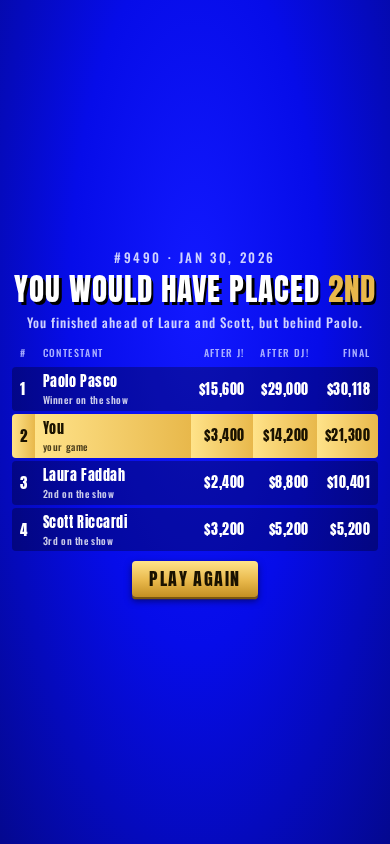 #9490 · JAN 30, 2026
YOU WOULD HAVE PLACED 2ND
You finished ahead of Laura and Scott, but behind Paolo.
# CONTESTANT AFTER J! AFTER DJ! FINAL
1 Paolo Pasco $15,600 $29,000 $30,118
Winner on the show
2 You $3,400 $14,200 $21,300
your game
3 Laura Faddah $2,400 $8,800 $10,401
2nd on the show
4 Scott Riccardi $3,200 $5,200 $5,200
3rd on the show
PLAY AGAIN